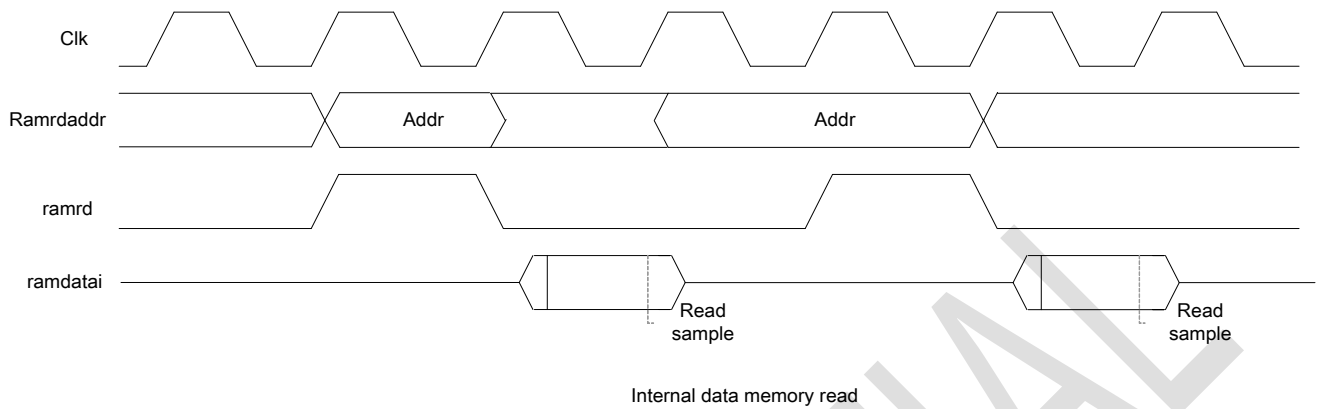 Clk
Ramrdaddr
Addr
Addr
ramrd
ramdatai
Read
sample
Read
sample
Internal data memory read